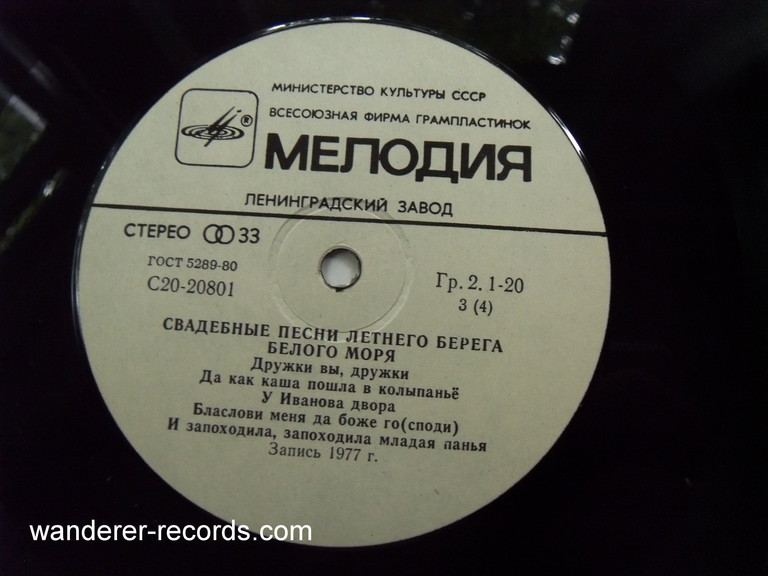 МИНИСТЕРСТВО КУЛЬТУРЫ СССР
ВСЕСОЮЗНАЯ ФИРМА ГРАМПЛАСТИНОК
®
МЕЛОДИЯ
ЛЕНИНГРАДСКИЙ ЗАВОД
СТЕРЕО 33
ГОСТ 5289-80
С20-20801
Гр. 2. 1-20
3 (4)
СВАДЕБНЫЕ ПЕСНИ ЛЕТНЕГО БЕРЕГА
БЕЛОГО МОРЯ
Дружки вы, дружки
Да как каша пошла в колыпаньё
У Иванова двора
Бласлови меня да боже го(споди)
И запоходила, запоходила младая панья
Запись 1977 г.
wanderer-records.com